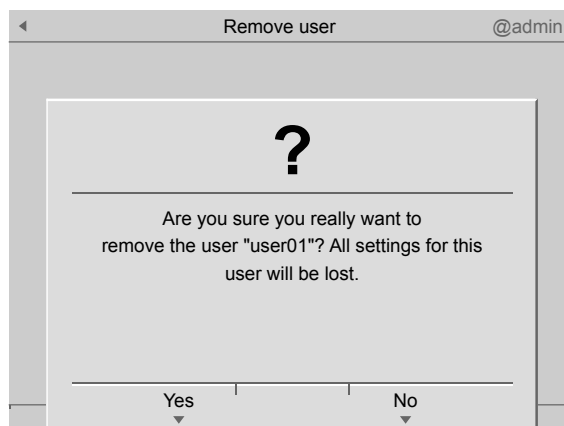 Remove user
@admin
?
Are you sure you really want to
remove the user "user01"? All settings for this
user will be lost.
Yes
No